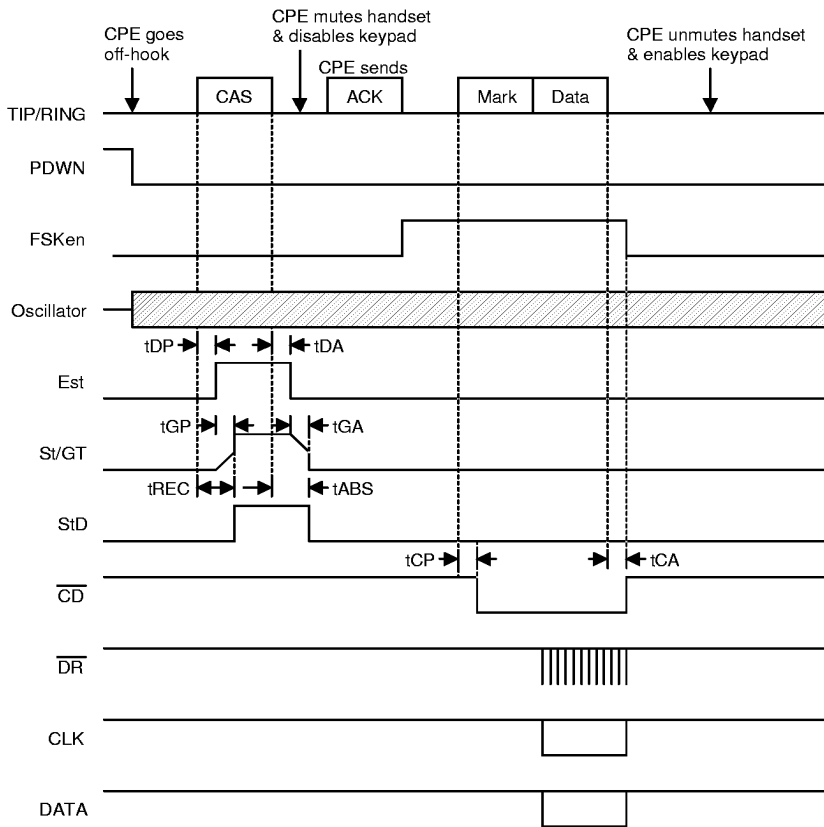 CPE goes
off-hook
CPE mutes handset
& disables keypad
CPE sends
CPE unmutes handset
& enables keypad
TIP/RING
CAS
ACK
Mark
Data
PDWN
FSKen
Oscillator
tDP
tDA
Est
tGP
tGA
St/GT
tREC
tABS
StD
tCP
tCA
CD
DR
CLK
DATA